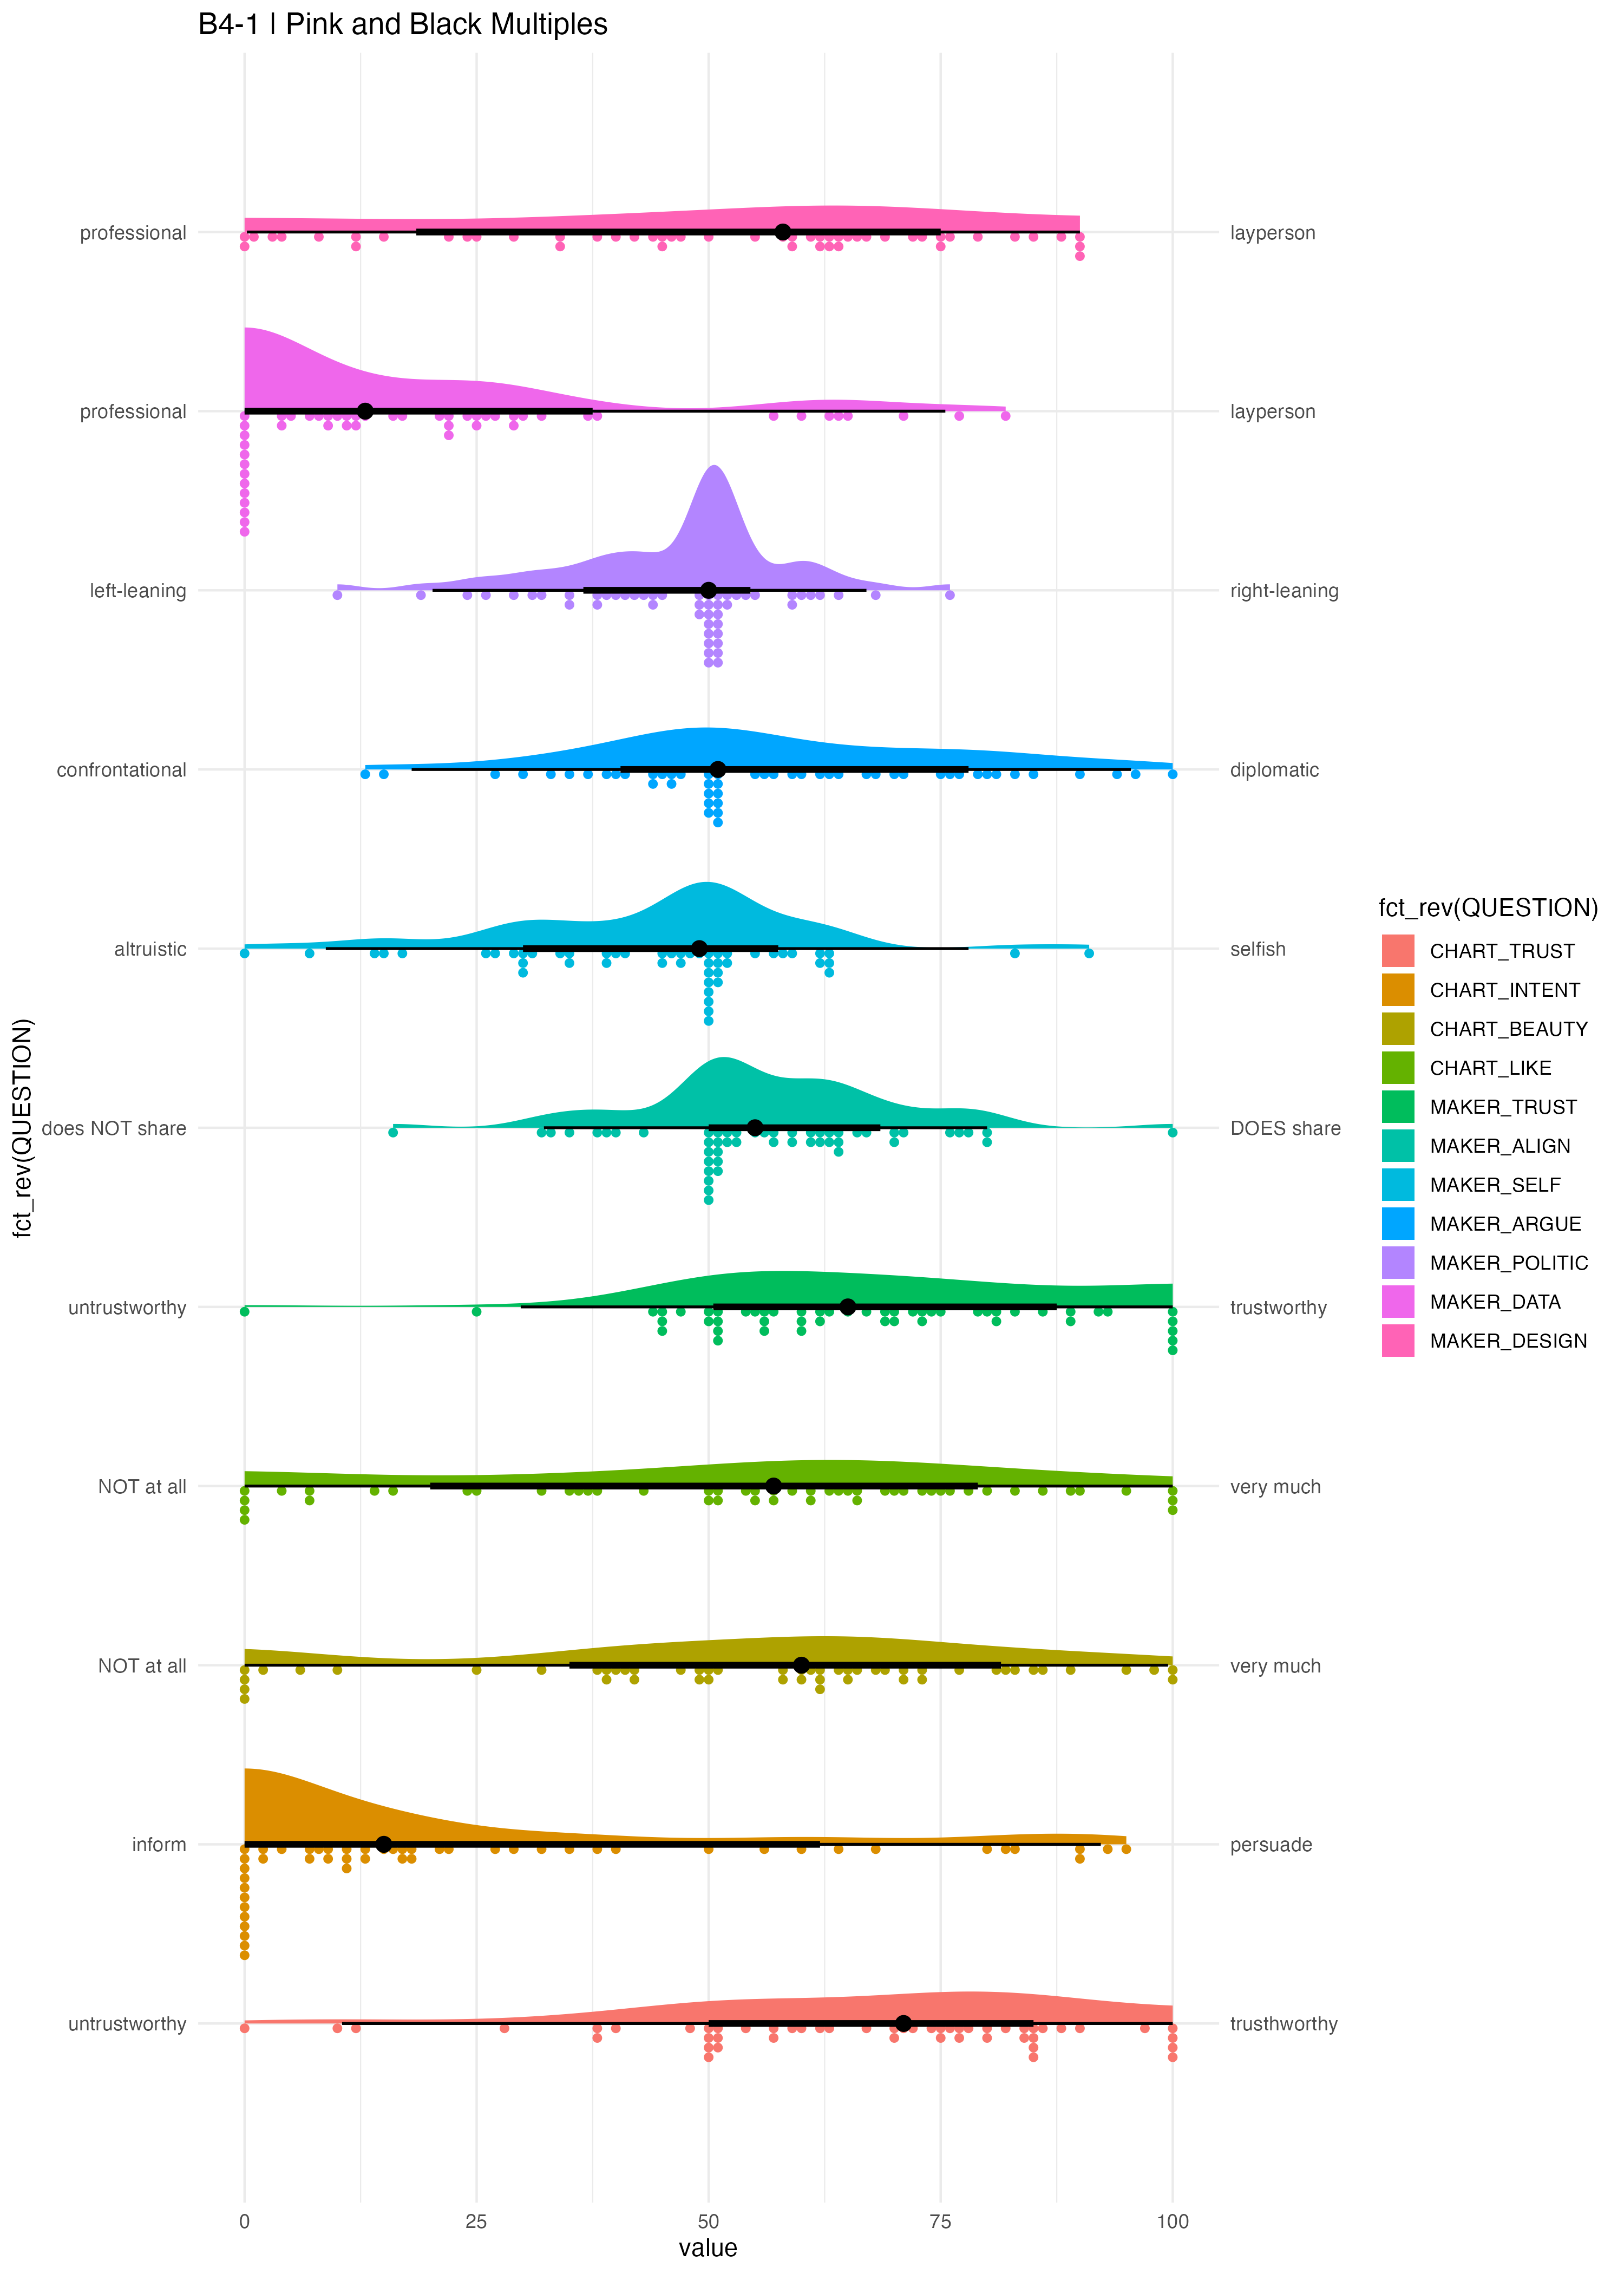 B4-1 | Pink and Black Multiples
professional
layperson
professional
layperson
left-leaning
right-leaning
confrontational
diplomatic
altruistic
selfish
does NOT share
DOES share
untrustworthy
trustworthy
NOT at all
very much
NOT at all
very much
inform
persuade
untrustworthy
trusthworthy
fct_rev(QUESTION)
0 25 50 75 100
value
fct_rev(QUESTION)
CHART_TRUST
CHART_INTENT
CHART_BEAUTY
CHART_LIKE
MAKER_TRUST
MAKER_ALIGN
MAKER_SELF
MAKER_ARGUE
MAKER_POLITIC
MAKER_DATA
MAKER_DESIGN